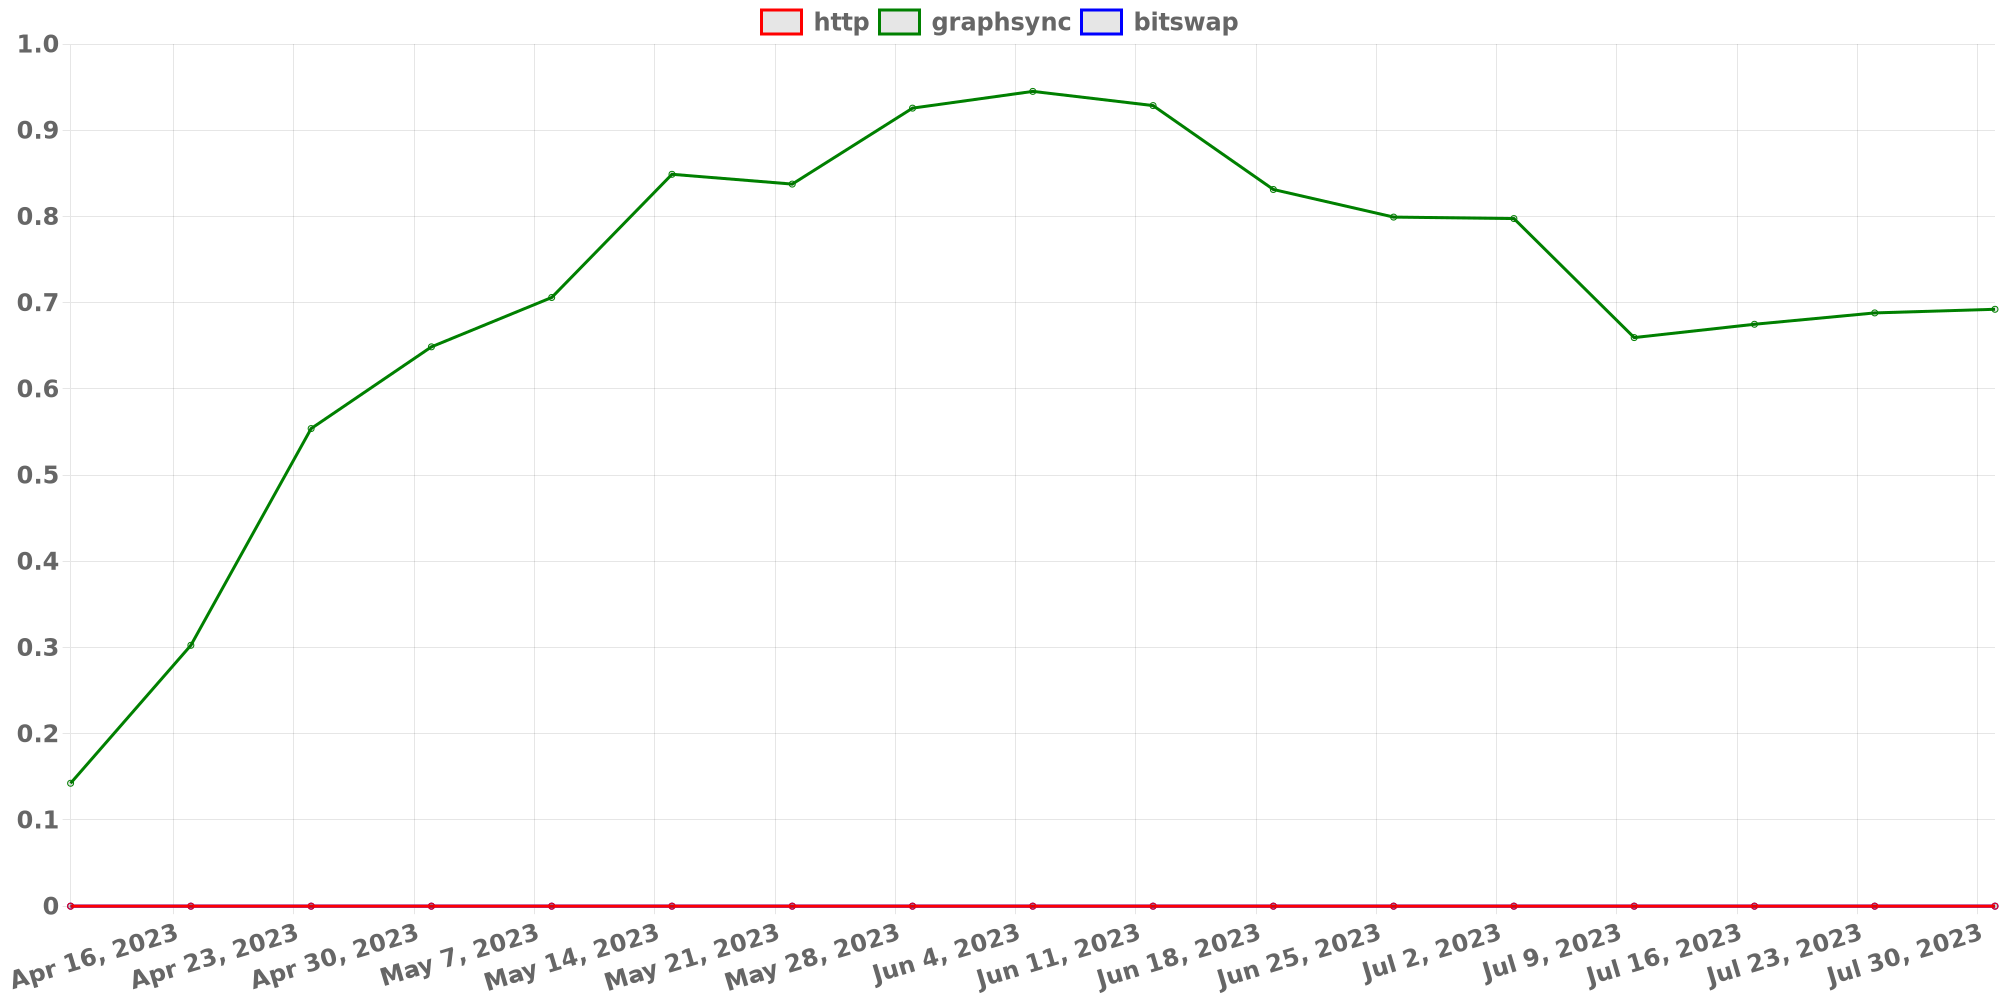 http graphsync bitswap
1.0
0.9
0.8
0.7
0.6
0.5
0.4
0.3
0.2
0.1
0
Apr 16, 2023
Apr 23, 2023
Apr 30, 2023
May 7, 2023
May 14, 2023
May 21, 2023
May 28, 2023
Jun 4, 2023
Jun 11, 2023
Jun 18, 2023
Jun 25, 2023
Jul 2, 2023
Jul 9, 2023
Jul 16, 2023
Jul 23, 2023
Jul 30, 2023